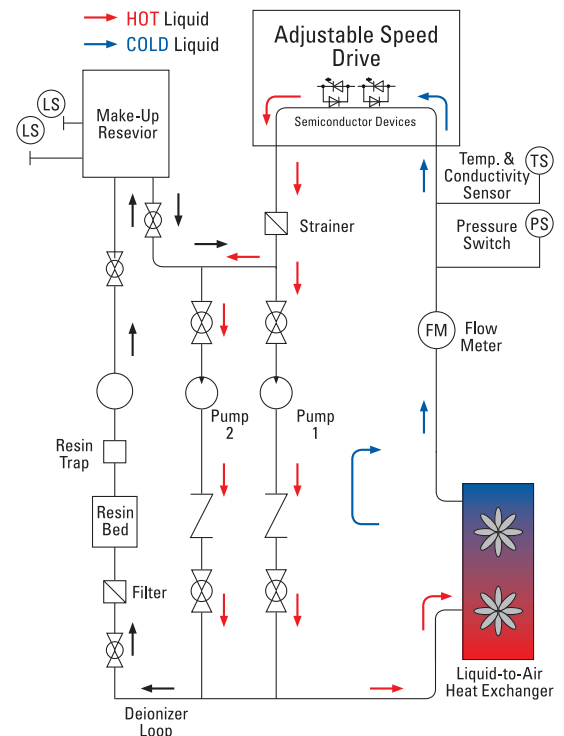 HOT Liquid
COLD Liquid
Adjustable Speed
Drive
Semiconductor Devices
LS
LS
Make-Up
Resevior
Temp. &
Conductivity
Sensor
TS
Pressure
Switch
PS
Strainer
FM
Flow
Meter
Pump
2
Pump
1
Resin
Trap
Resin
Bed
Filter
Liquid-to-Air
Heat Exchanger
Deionizer
Loop